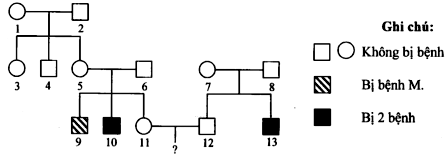 Ghi chú:
1 2
Không bị bệnh
3 4 5 6 7 8
Bị bệnh M.
Bị 2 bệnh
9 10 11 ? 12 13